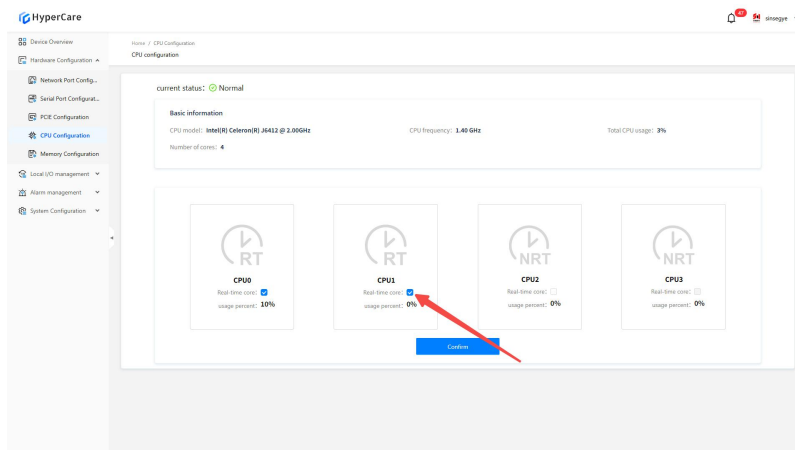 HyperCare
47
sinsegye
Device Overview
Hardware Configuration
Network Port Config...
Serial Port Configurat...
PCIE Configuration
CPU Configuration
Memory Configuration
Local I/O management
Alarm management
System Configuration
Home / CPU Configuration
CPU configuration
current status: Normal
Basic information
CPU model: Intel(R) Celeron(R) J6412 @ 2.00GHz CPU frequency: 1.40 GHz Total CPU usage: 3%
Number of cores: 4
RT
CPU0
Real-time core:
usage percent: 10%
RT
CPU1
Real-time core:
usage percent: 0%
NRT
CPU2
Real-time core:
usage percent: 0%
NRT
CPU3
Real-time core:
usage percent: 0%
Confirm